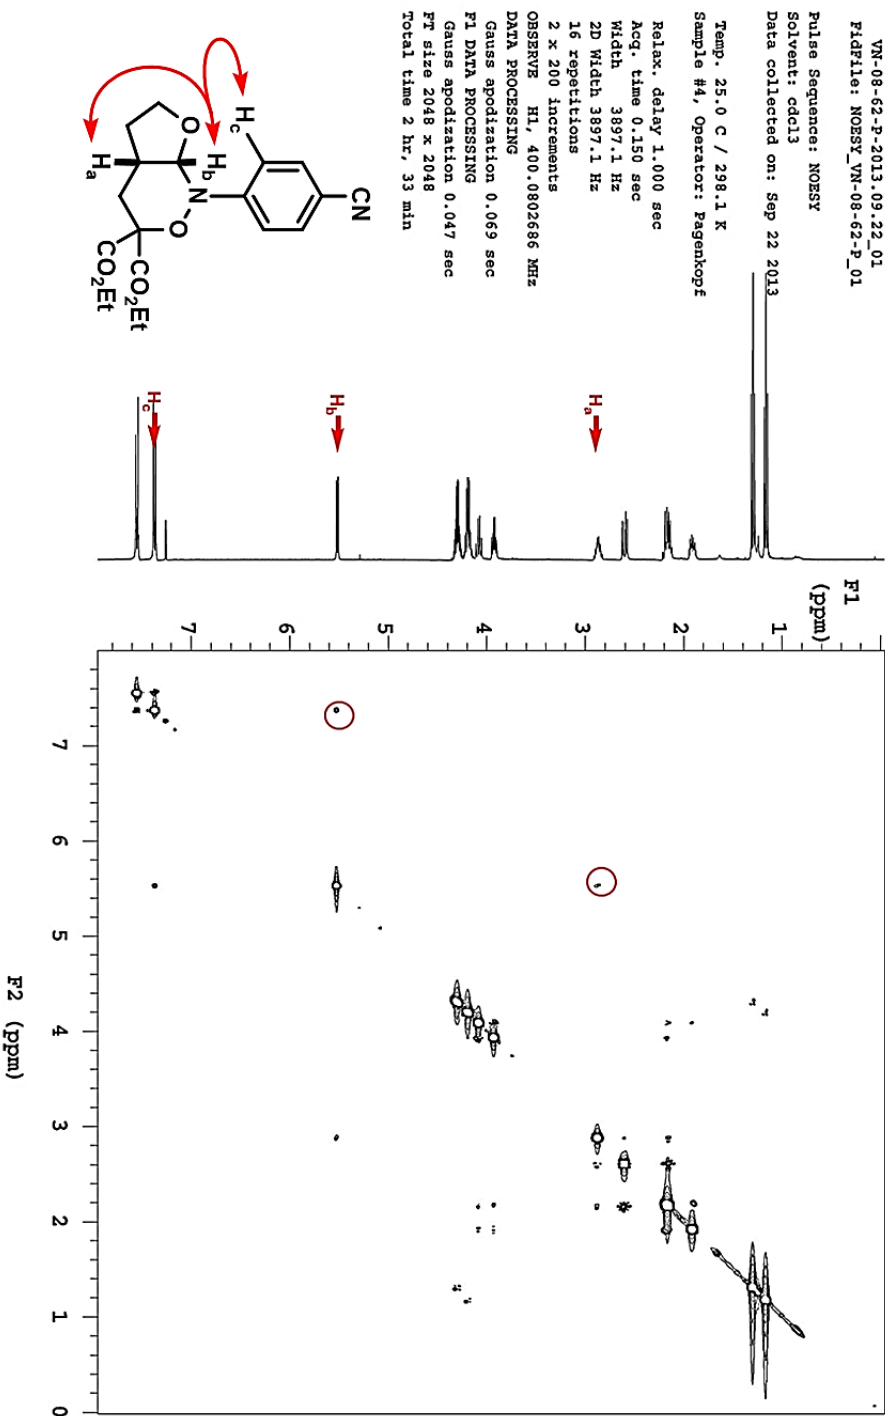 VN-08-62-P-2013.09.22_01
FidFile: NOESY_VN-08-62-P_01
Pulse Sequence: NOESY
Solvent: cdcl3
Data collected on: Sep 22 2013
Temp. 25.0 C / 298.1 K
Sample #4, Operator: Pagenkopf
Relax. delay 1.000 sec
Acq. time 0.150 sec
Width 3897.1 Hz
2D Width 3897.1 Hz
16 repetitions
2 x 200 increments
OBSERVE H1, 400.0802686 MHz
DATA PROCESSING
Gauss apodization 0.069 sec
F1 DATA PROCESSING
Gauss apodization 0.047 sec
FT size 2048 x 2048
Total time 2 hr, 33 min
CN
Hc
Hb
N
O
O
Ha
CO2Et
CO2Et
Ha
Hb
Hc
F1
(ppm)
1
2
3
4
5
6
7
7
6
5
4
3
2
1
0
F2 (ppm)